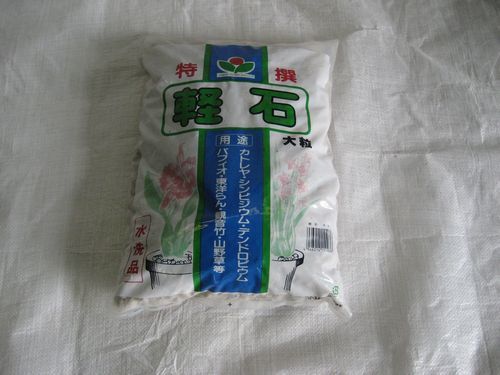 特撰
軽石
大粒
用途
カトレヤ・シンビジウム・デンドロビウム
パフィオ・東洋らん・観音竹・山野草等
水洗品